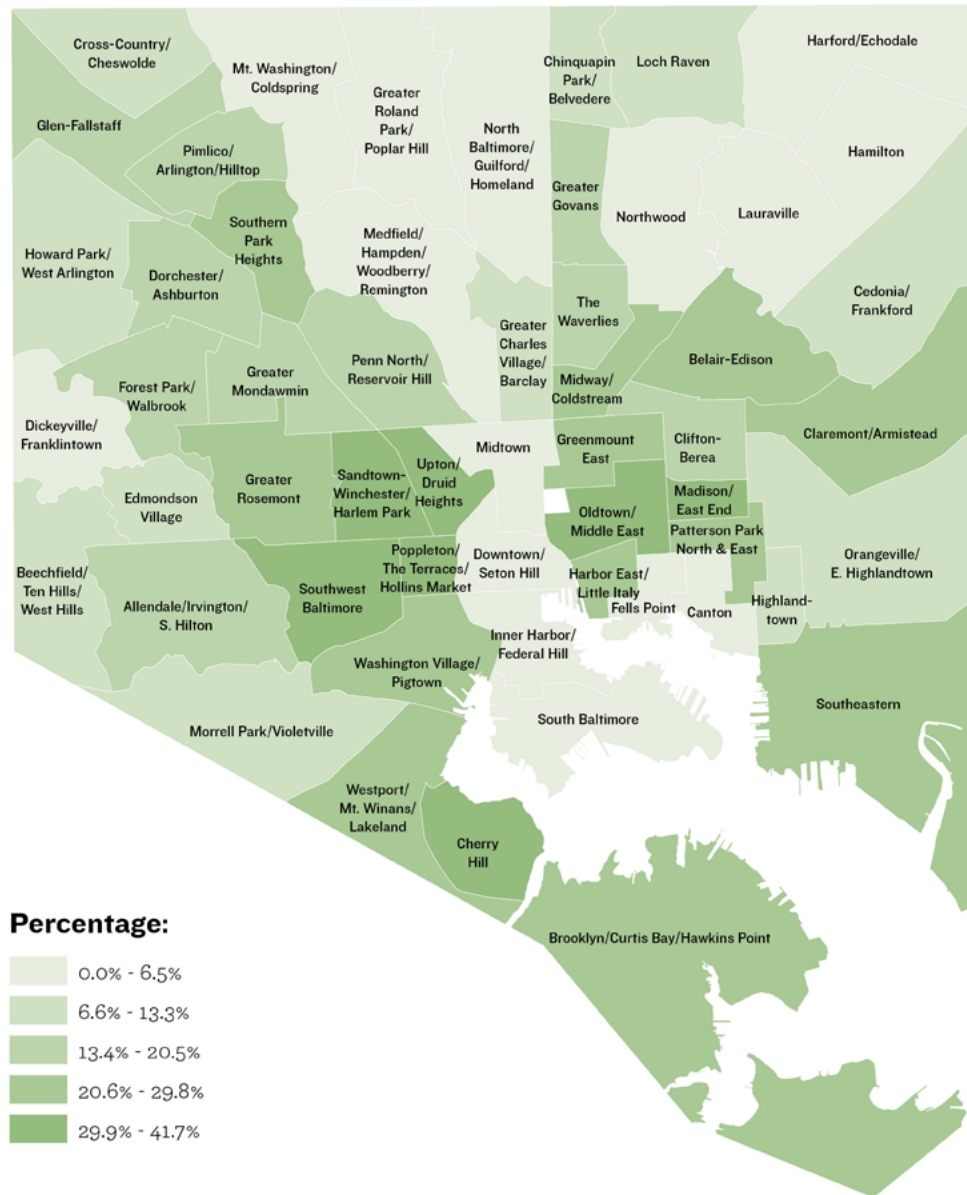 Cross-Country/
Cheswolde
Mt. Washington/
Coldspring
Greater
Roland
Park/
Poplar Hill
North
Baltimore/
Guilford/
Homeland
Chinquapin
Park/
Belvedere
Loch Raven
Harford/Echodale
Glen-Fallstaff
Pimlico/
Arlington/Hilltop
Southern
Park
Heights
Greater
Govans
Northwood
Lauraville
Hamilton
Howard Park/
West Arlington
Dorchester/
Ashburton
Medfield/
Hampden/
Woodberry/
Remington
Cedonia/
Frankford
Greater
Charles
Village/
Barclay
The
Waverlies
Belair-Edison
Forest Park/
Walbrook
Greater
Mondawmin
Penn North/
Reservoir Hill
Midway/
Coldstream
Dickeyville/
Franklintown
Midtown
Greenmount
East
Clifton-
Berea
Claremont/Armistead
Edmondson
Village
Greater
Rosemont
Sandtown-
Winchester/
Harlem Park
Upton/
Druid
Heights
Oldtown/
Middle East
Madison/
East End
Patterson Park
North & East
Orangeville/
E. Highlandtown
Beechfield/
Ten Hills/
West Hills
Allendale/Irvington/
S. Hilton
Southwest
Baltimore
Poppleton/
The Terraces/
Hollins Market
Downtown/
Seton Hill
Harbor East/
Little Italy
Fells Point
Canton
Highland-
town
Inner Harbor/
Federal Hill
Washington Village/
Pigtown
Morrell Park/Violetville
South Baltimore
Southeastern
Westport/
Mt. Winans/
Lakeland
Cherry
Hill
Brooklyn/Curtis Bay/Hawkins Point
Percentage:
0.0% - 6.5%
6.6% - 13.3%
13.4% - 20.5%
20.6% - 29.8%
29.9% - 41.7%